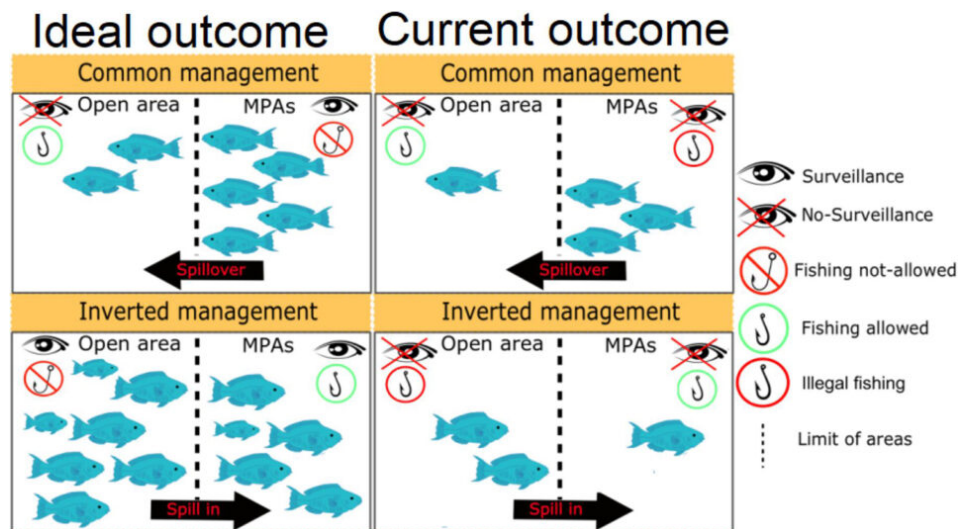 Ideal outcome
Current outcome
Common management
Common management
Open area
MPAs
Open area
MPAs
Spillover
Spillover
Inverted management
Inverted management
Open area
MPAs
Open area
MPAs
Spill in
Spill in
Surveillance
No-Surveillance
Fishing not-allowed
Fishing allowed
Illegal fishing
Limit of areas